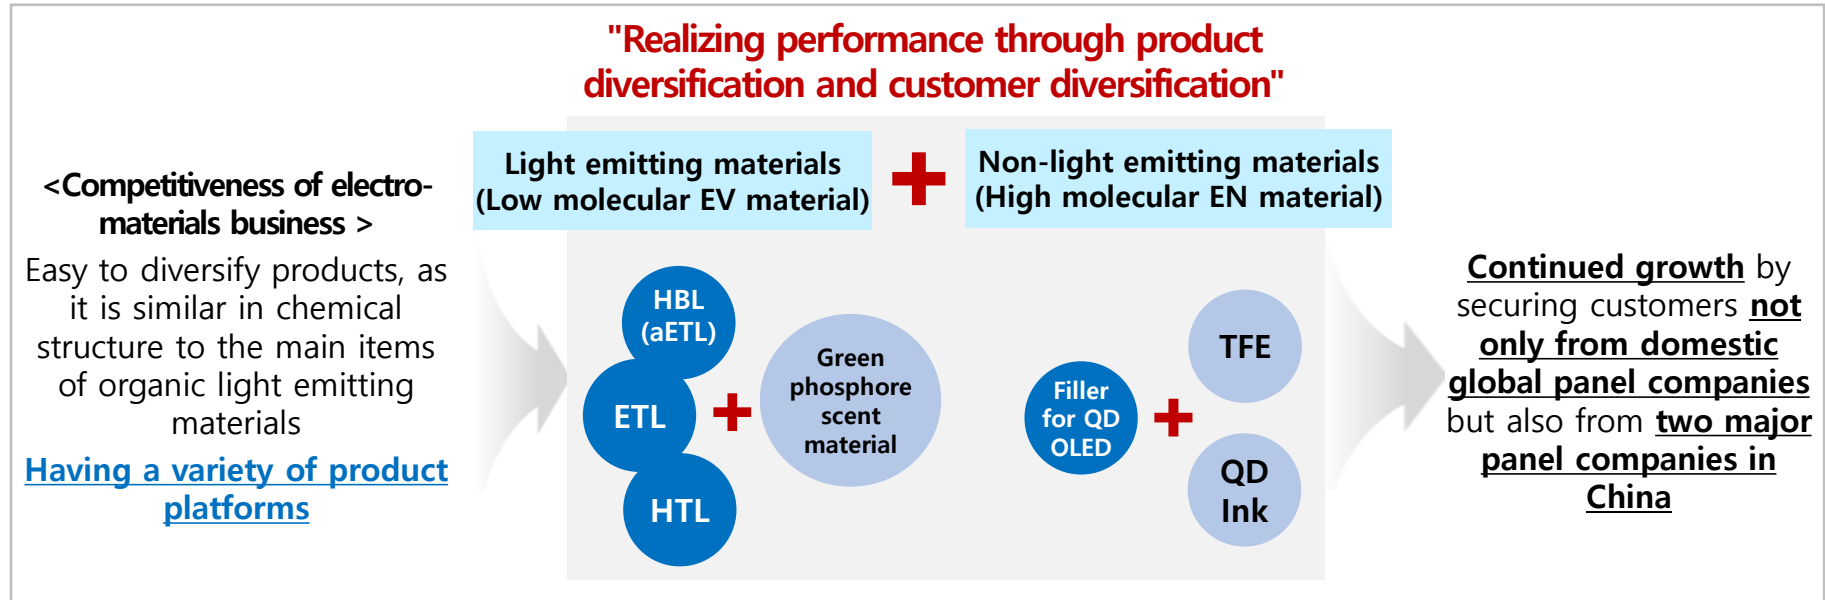 "Realizing performance through product
diversification and customer diversification"
<Competitiveness of electro-
materials business >
Easy to diversify products, as
it is similar in chemical
structure to the main items
of organic light emitting
materials
Having a variety of product
platforms
Light emitting materials
(Low molecular EV material)
Non-light emitting materials
(High molecular EN material)
HBL
(aETL)
ETL
HTL
Green
phosphore
scent
material
Filler
for QD
OLED
TFE
QD
Ink
Continued growth by
securing customers not
only from domestic
global panel companies
but also from two major
panel companies in
China